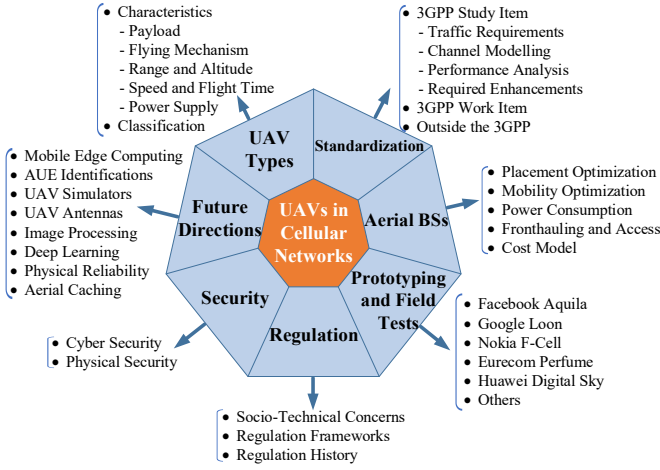 • Characteristics
- Payload
- Flying Mechanism
- Range and Altitude
- Speed and Flight Time
- Power Supply
• Classification
• 3GPP Study Item
- Traffic Requirements
- Channel Modelling
- Performance Analysis
- Required Enhancements
• 3GPP Work Item
• Outside the 3GPP
UAV
Types
Standardization
• Mobile Edge Computing
• AUE Identifications
• UAV Simulators
• UAV Antennas
• Image Processing
• Deep Learning
• Physical Reliability
• Aerial Caching
Future
Directions
UAVs in
Cellular
Networks
Aerial BSs
• Placement Optimization
• Mobility Optimization
• Power Consumption
• Fronthauling and Access
• Cost Model
Security
Regulation
Prototyping
and Field
Tests
• Cyber Security
• Physical Security
• Facebook Aquila
• Google Loon
• Nokia F-Cell
• Eurecom Perfume
• Huawei Digital Sky
• Others
• Socio-Technical Concerns
• Regulation Frameworks
• Regulation History